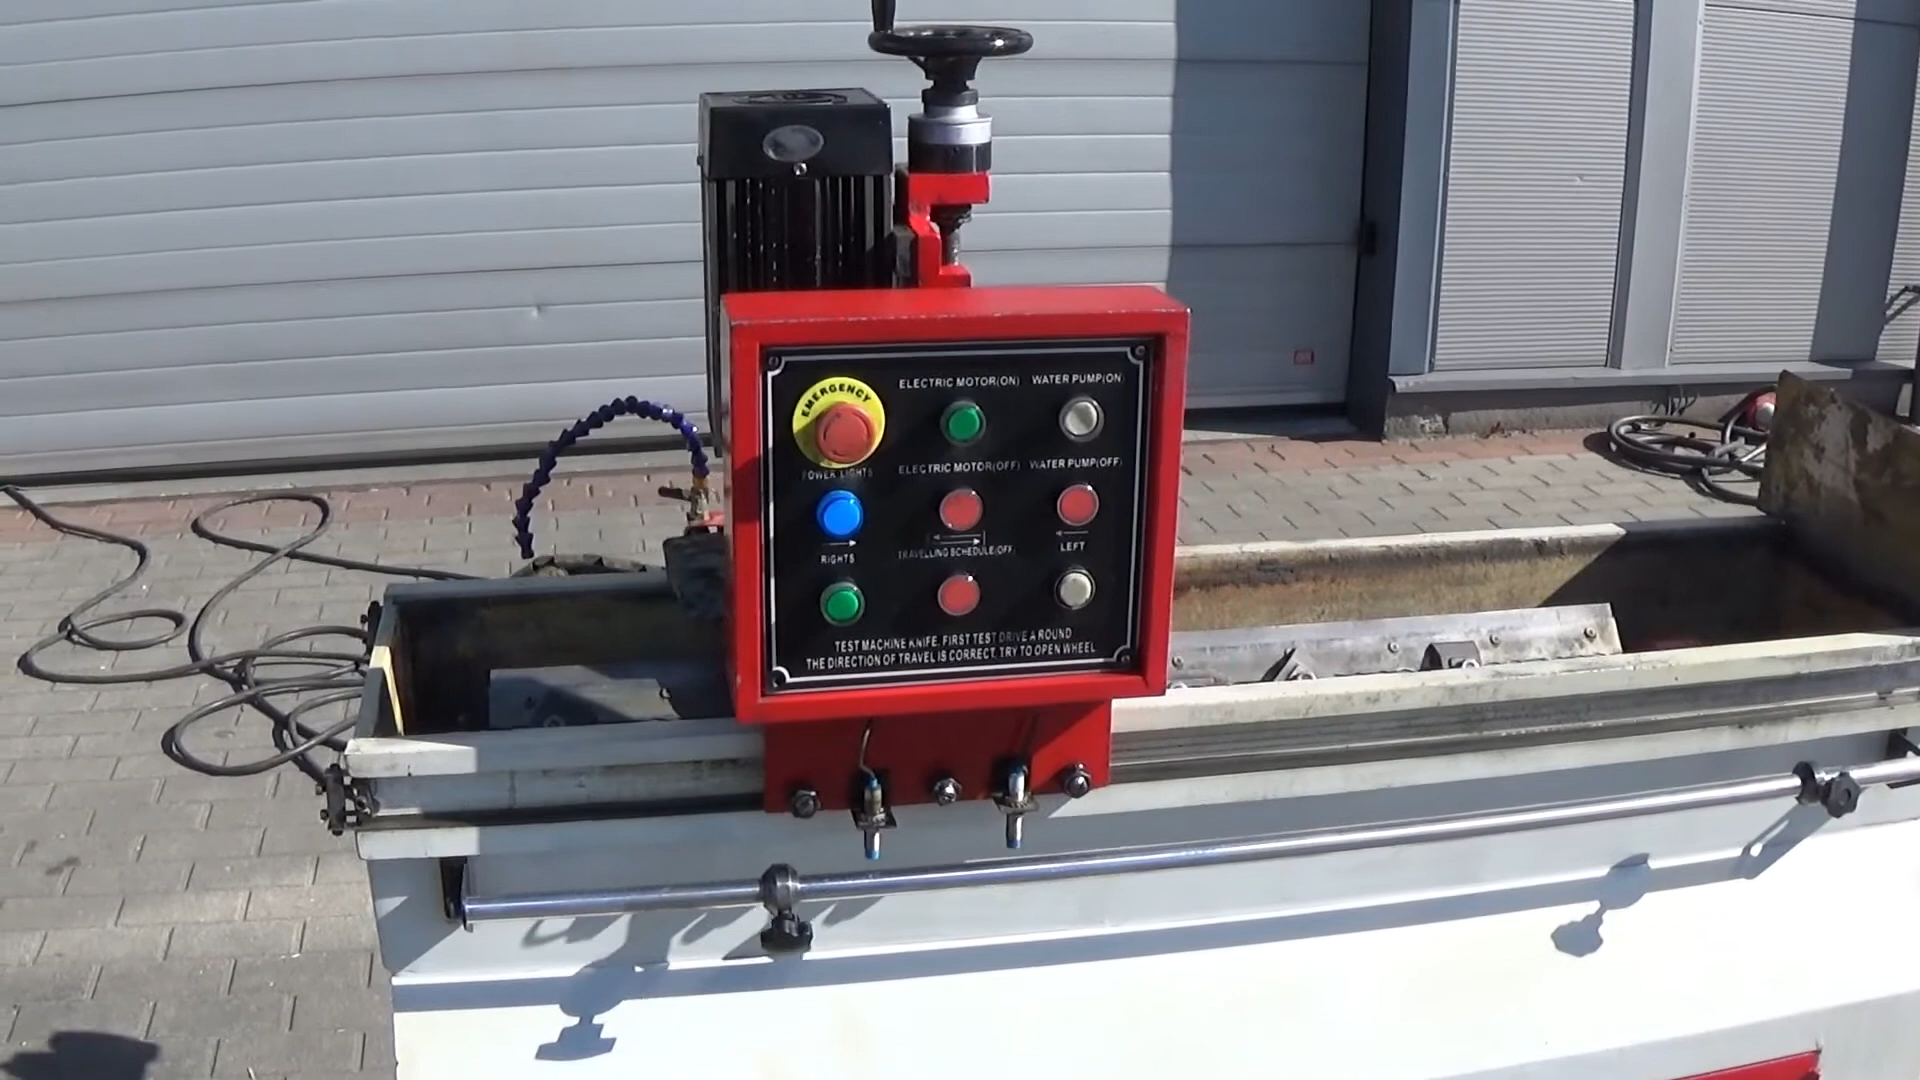 EMERGENCY
ELECTRIC MOTOR(ON)
WATER PUMP(ON)
POWER LIGHTS
ELECTRIC MOTOR(OFF)
WATER PUMP(OFF)
RIGHTS
TRAVELLING SCHEDULE(OFF
LEFT
TEST MACHINE KNIFE. FIRST TEST DRIVE A ROUND
THE DIRECTION OF TRAVEL IS CORRECT. TRY TO OPEN WHEEL